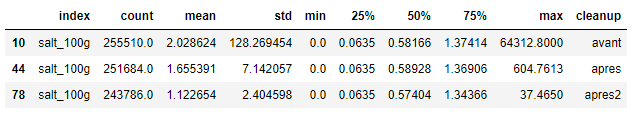 index count mean std min 25% 50% 75% max cleanup
10 salt_100g 255510.0 2.028624 128.269454 0.0 0.0635 0.58166 1.37414 64312.8000 avant
44 salt_100g 251684.0 1.655391 7.142057 0.0 0.0635 0.58928 1.36906 604.7613 apres
78 salt_100g 243786.0 1.122654 2.404598 0.0 0.0635 0.57404 1.34366 37.4650 apres2